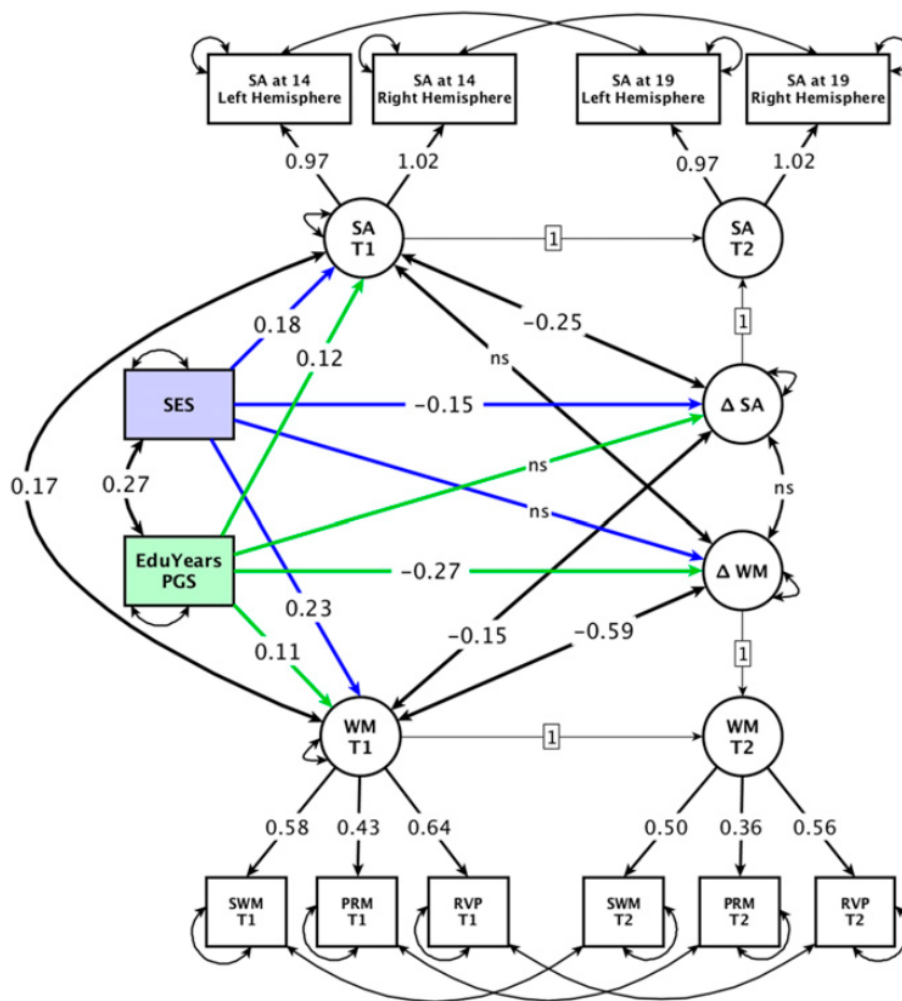 SA at 14
Left Hemisphere
SA at 14
Right Hemisphere
SA at 19
Left Hemisphere
SA at 19
Right Hemisphere
0.97
1.02
0.97
1.02
SA
T1
1
SA
T2
0.18
-0.25
1
0.12
ns
SES
-0.15
Δ SA
0.17
0.27
ns
ns
ns
EduYears
PGS
-0.27
Δ WM
0.23
-0.15
-0.59
0.11
1
WM
T1
1
WM
T2
0.58
0.43
0.64
0.50
0.36
0.56
SWM
T1
PRM
T1
RVP
T1
SWM
T2
PRM
T2
RVP
T2